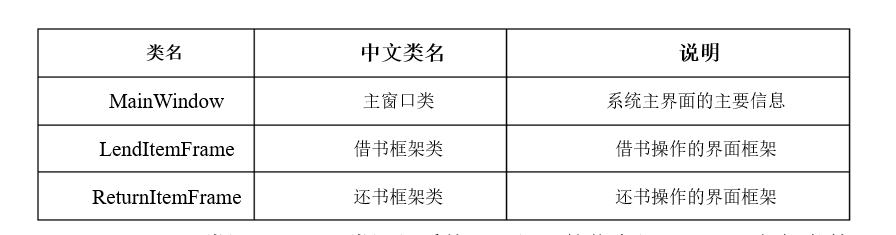 类名 中文类名 说明
MainWindow 主窗口类 系统主界面的主要信息
LendItemFrame 借书框架类 借书操作的界面框架
ReturnItemFrame 还书框架类 还书操作的界面框架